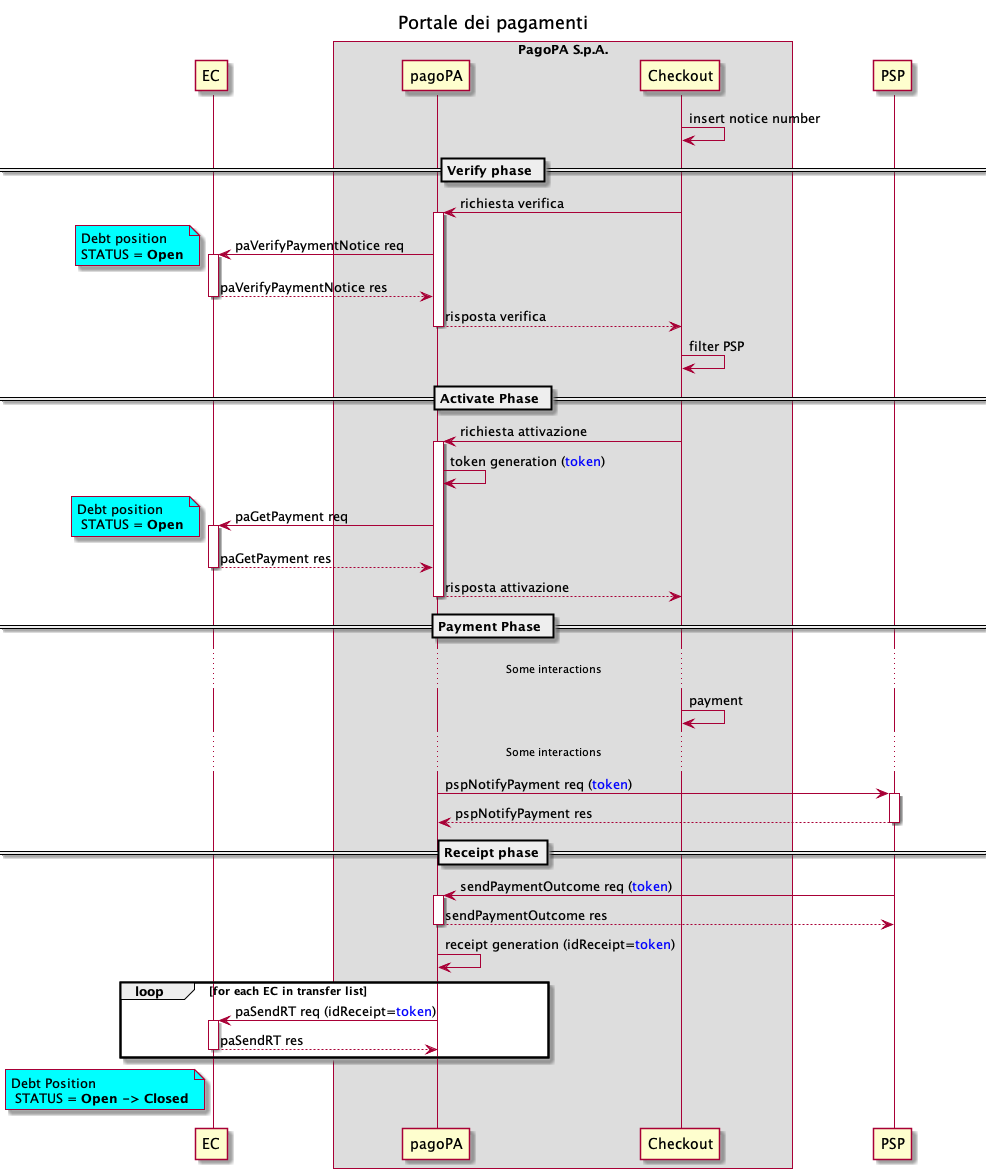 Portale dei pagamenti
PagoPA S.p.A.
EC
pagoPA
Checkout
PSP
insert notice number
Verify phase
richiesta verifica
Debt position
STATUS = Open
paVerifyPaymentNotice req
paVerifyPaymentNotice res
risposta verifica
filter PSP
Activate Phase
richiesta attivazione
token generation (token)
Debt position
STATUS = Open
paGetPayment req
paGetPayment res
risposta attivazione
Payment Phase
Some interactions
payment
Some interactions
pspNotifyPayment req (token)
pspNotifyPayment res
Receipt phase
sendPaymentOutcome req (token)
sendPaymentOutcome res
receipt generation (idReceipt=token)
loop
[for each EC in transfer list]
paSendRT req (idReceipt=token)
paSendRT res
Debt Position
STATUS = Open -> Closed
EC
pagoPA
Checkout
PSP